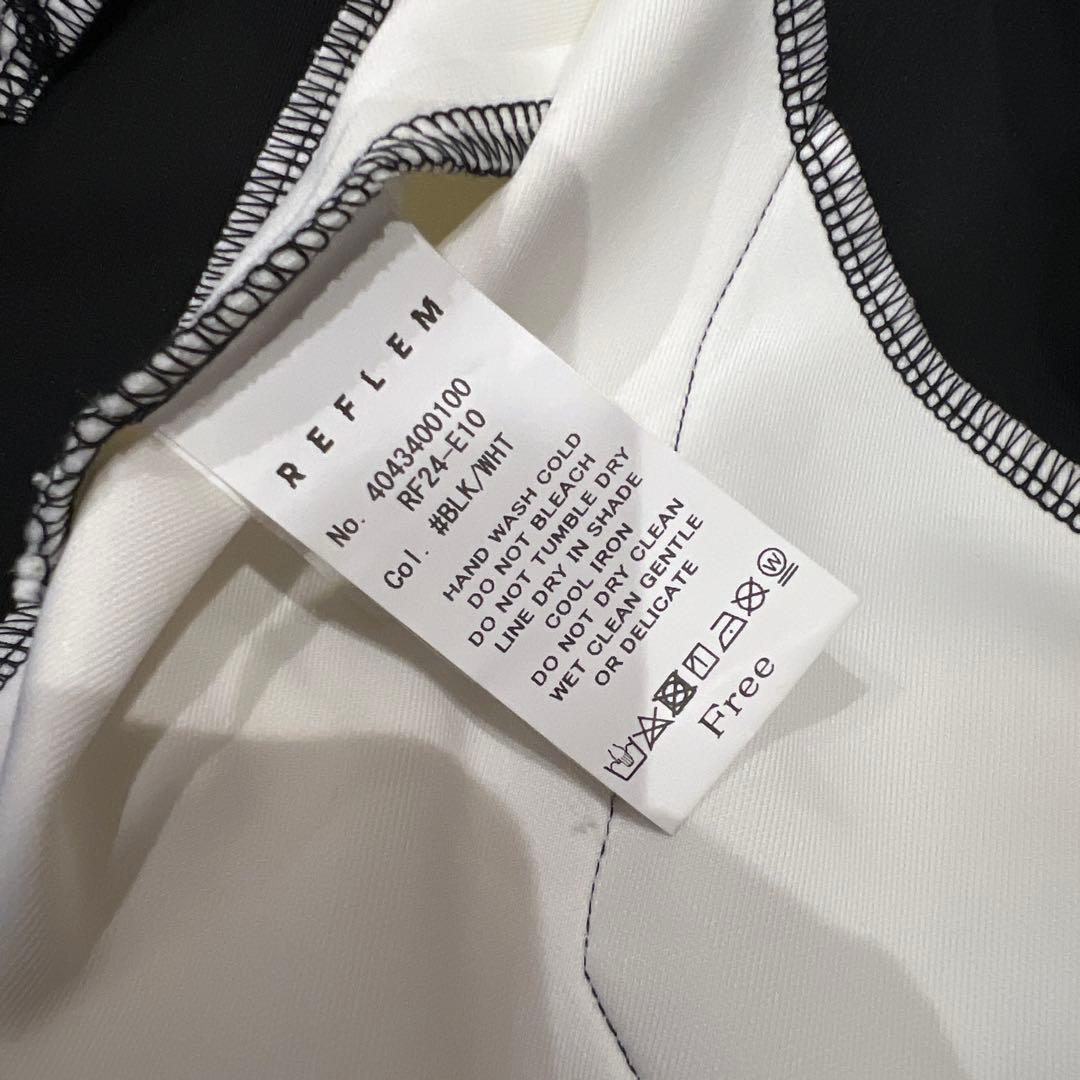 REFLEM
No. 4043400100
RF24-E10
Col. #BLK/WHT
HAND WASH COLD
DO NOT BLEACH
DO NOT TUMBLE DRY
LINE DRY IN SHADE
COOL IRON
DO NOT DRY CLEAN
WET CLEAN GENTLE
OR DELICATE
W
Free